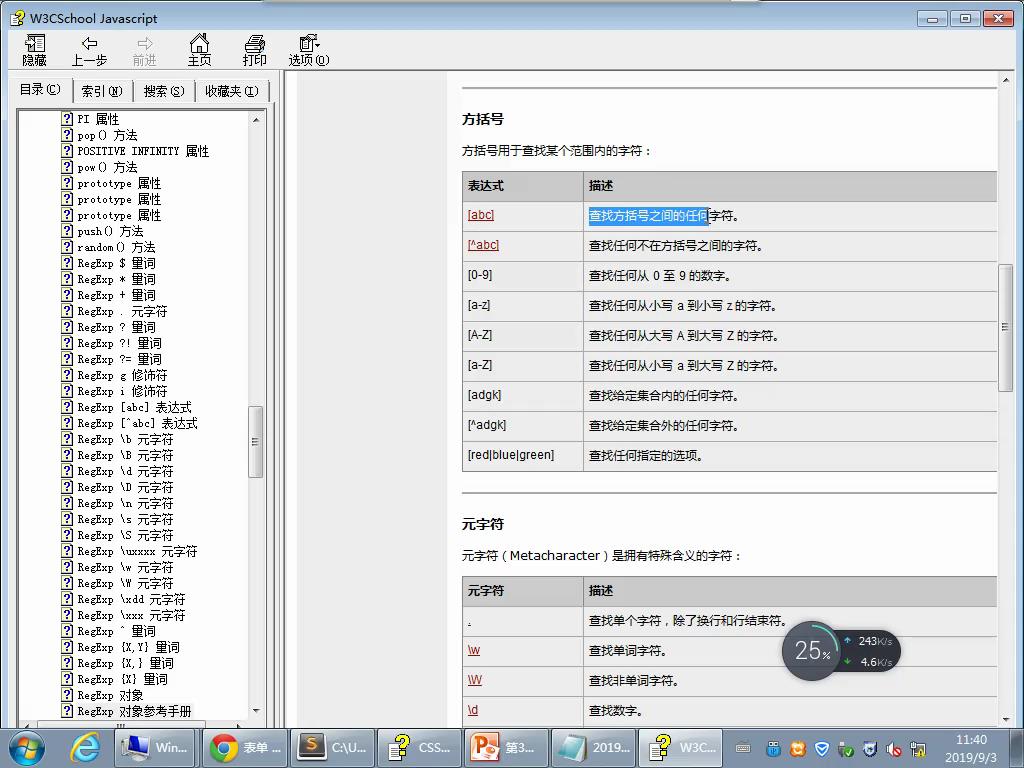 W3CSchool Javascript
隐藏 上一步 前进 主页 打印 选项(O)
目录(C) 索引(N) 搜索(S) 收藏夹(I)
PI 属性
pop() 方法
POSITIVE INFINITY 属性
pow() 方法
prototype 属性
prototype 属性
prototype 属性
push() 方法
random() 方法
RegExp $ 量词
RegExp * 量词
RegExp + 量词
RegExp . 元字符
RegExp ? 量词
RegExp ?! 量词
RegExp ?= 量词
RegExp g 修饰符
RegExp i 修饰符
RegExp [abc] 表达式
RegExp [^abc] 表达式
RegExp \b 元字符
RegExp \B 元字符
RegExp \d 元字符
RegExp \D 元字符
RegExp \n 元字符
RegExp \s 元字符
RegExp \S 元字符
RegExp \uxxxx 元字符
RegExp \w 元字符
RegExp \W 元字符
RegExp \xdd 元字符
RegExp \xxx 元字符
RegExp ^ 量词
RegExp {X,Y} 量词
RegExp {X,} 量词
RegExp {X} 量词
RegExp 对象
RegExp 对象参考手册
方括号
方括号用于查找某个范围内的字符：
表达式 描述
[abc] 查找方括号之间的任何字符。
[^abc] 查找任何不在方括号之间的字符。
[0-9] 查找任何从 0 至 9 的数字。
[a-z] 查找任何从小写 a 到小写 z 的字符。
[A-Z] 查找任何从大写 A 到大写 Z 的字符。
[a-Z] 查找任何从小写 a 到大写 Z 的字符。
[adgk] 查找给定集合内的任何字符。
[^adgk] 查找给定集合外的任何字符。
[red|blue|green] 查找任何指定的选项。
元字符
元字符（Metacharacter）是拥有特殊含义的字符：
元字符 描述
. 查找单个字符，除了换行和行结束符。
\w 查找单词字符。
\W 查找非单词字符。
\d 查找数字。
25% 243K/s
4.6K/s
Win... 表单 ... C:\U... CSS... 第3... 2019... W3C...
11:40
2019/9/3